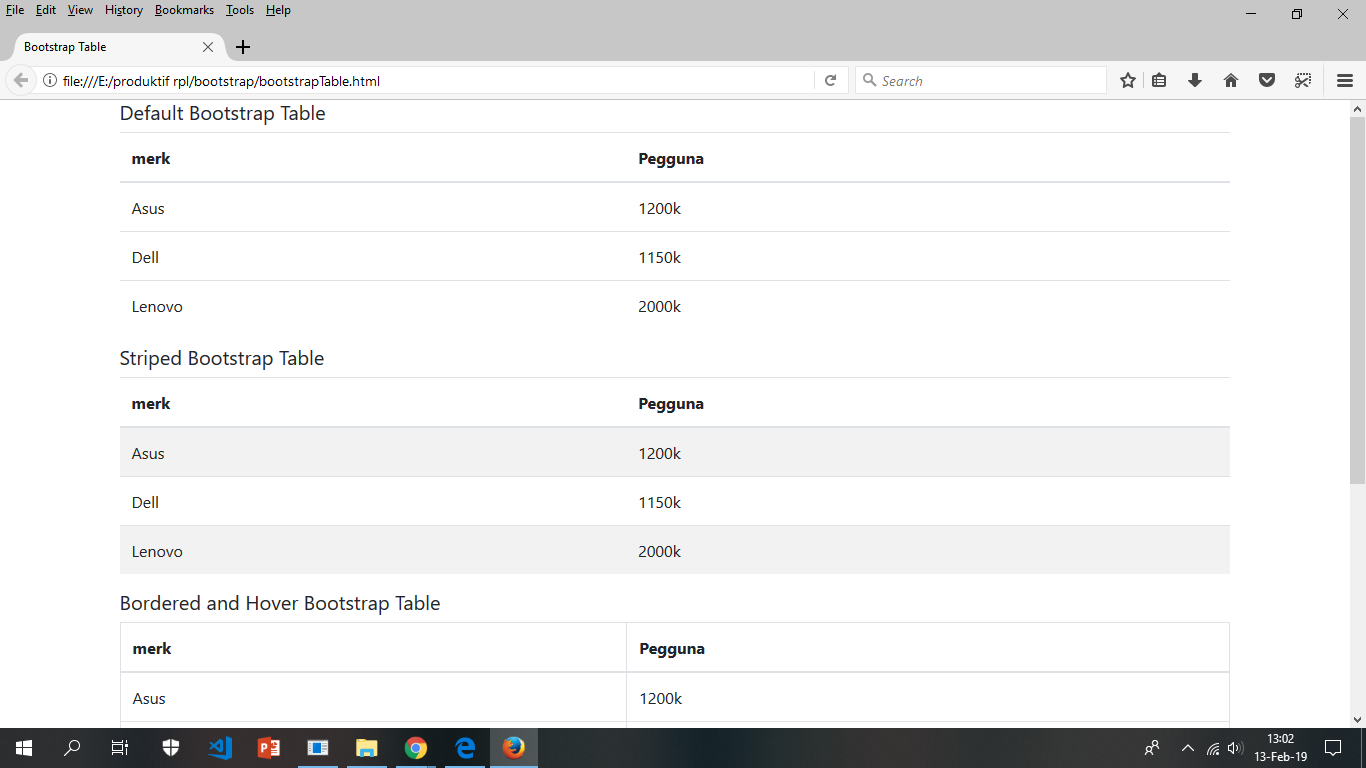 File Edit View History Bookmarks Tools Help
Bootstrap Table
file:///E:/produktif rpl/bootstrap/bootstrapTable.html
Search
Default Bootstrap Table
merk Pegguna
Asus 1200k
Dell 1150k
Lenovo 2000k
Striped Bootstrap Table
merk Pegguna
Asus 1200k
Dell 1150k
Lenovo 2000k
Bordered and Hover Bootstrap Table
merk Pegguna
Asus 1200k
13:02
13-Feb-19